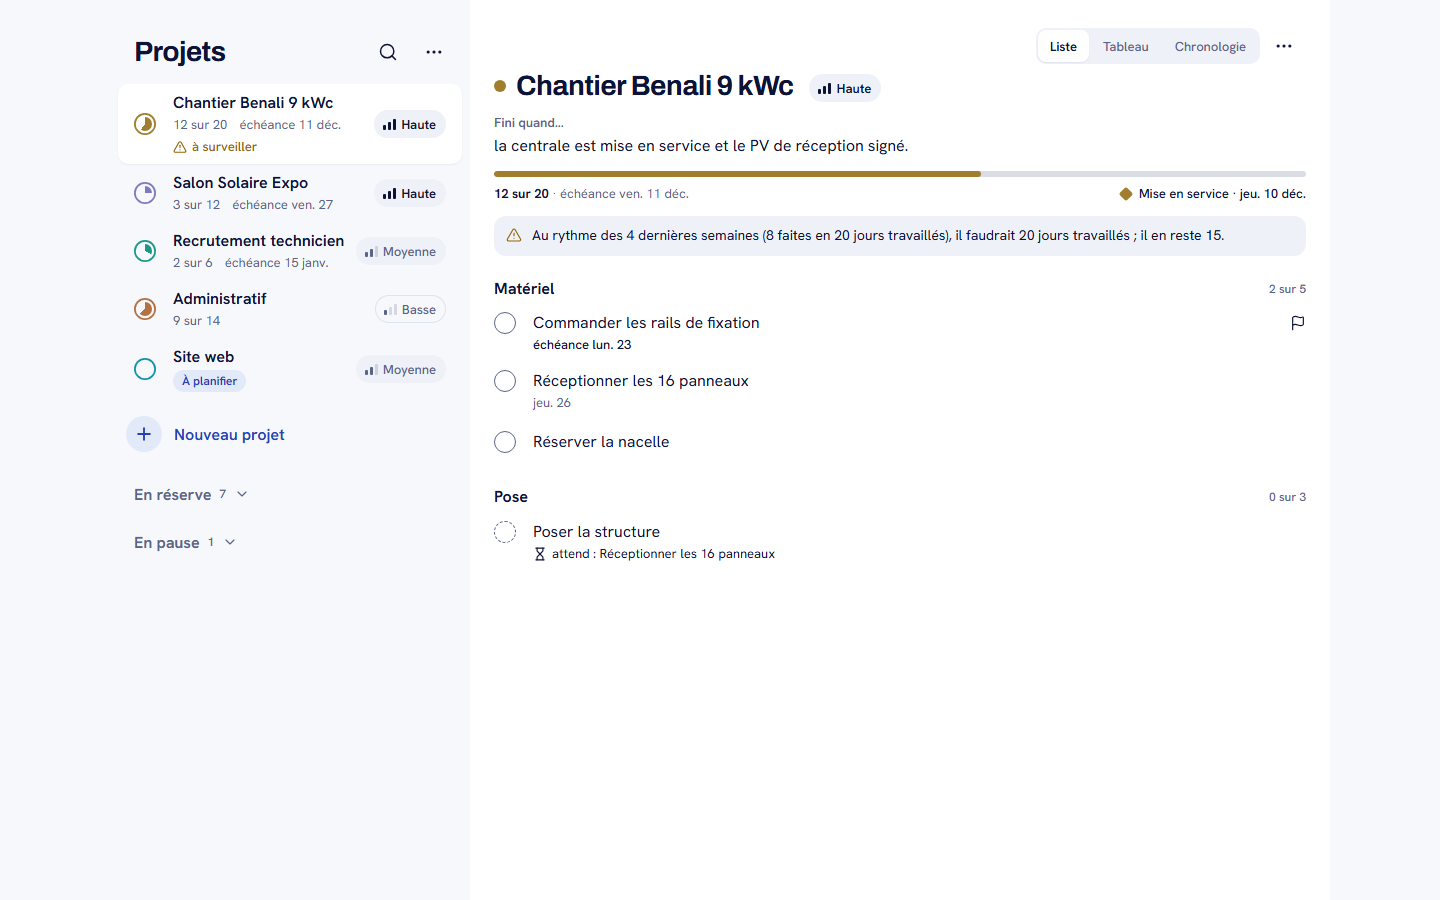 Projets
Chantier Benali 9 kWc
12 sur 20 échéance 11 déc.
à surveiller
Haute
Salon Solaire Expo
3 sur 12 échéance ven. 27
Haute
Recrutement technicien
2 sur 6 échéance 15 janv.
Moyenne
Administratif
9 sur 14
Basse
Site web
À planifier
Moyenne
Nouveau projet
En réserve 7
En pause 1
Liste Tableau Chronologie
Chantier Benali 9 kWc Haute
Fini quand...
la centrale est mise en service et le PV de réception signé.
12 sur 20 · échéance ven. 11 déc.
Mise en service · jeu. 10 déc.
Au rythme des 4 dernières semaines (8 faites en 20 jours travaillés), il faudrait 20 jours travaillés ; il en reste 15.
Matériel 2 sur 5
Commander les rails de fixation
échéance lun. 23
Réceptionner les 16 panneaux
jeu. 26
Réserver la nacelle
Pose 0 sur 3
Poser la structure
attend : Réceptionner les 16 panneaux